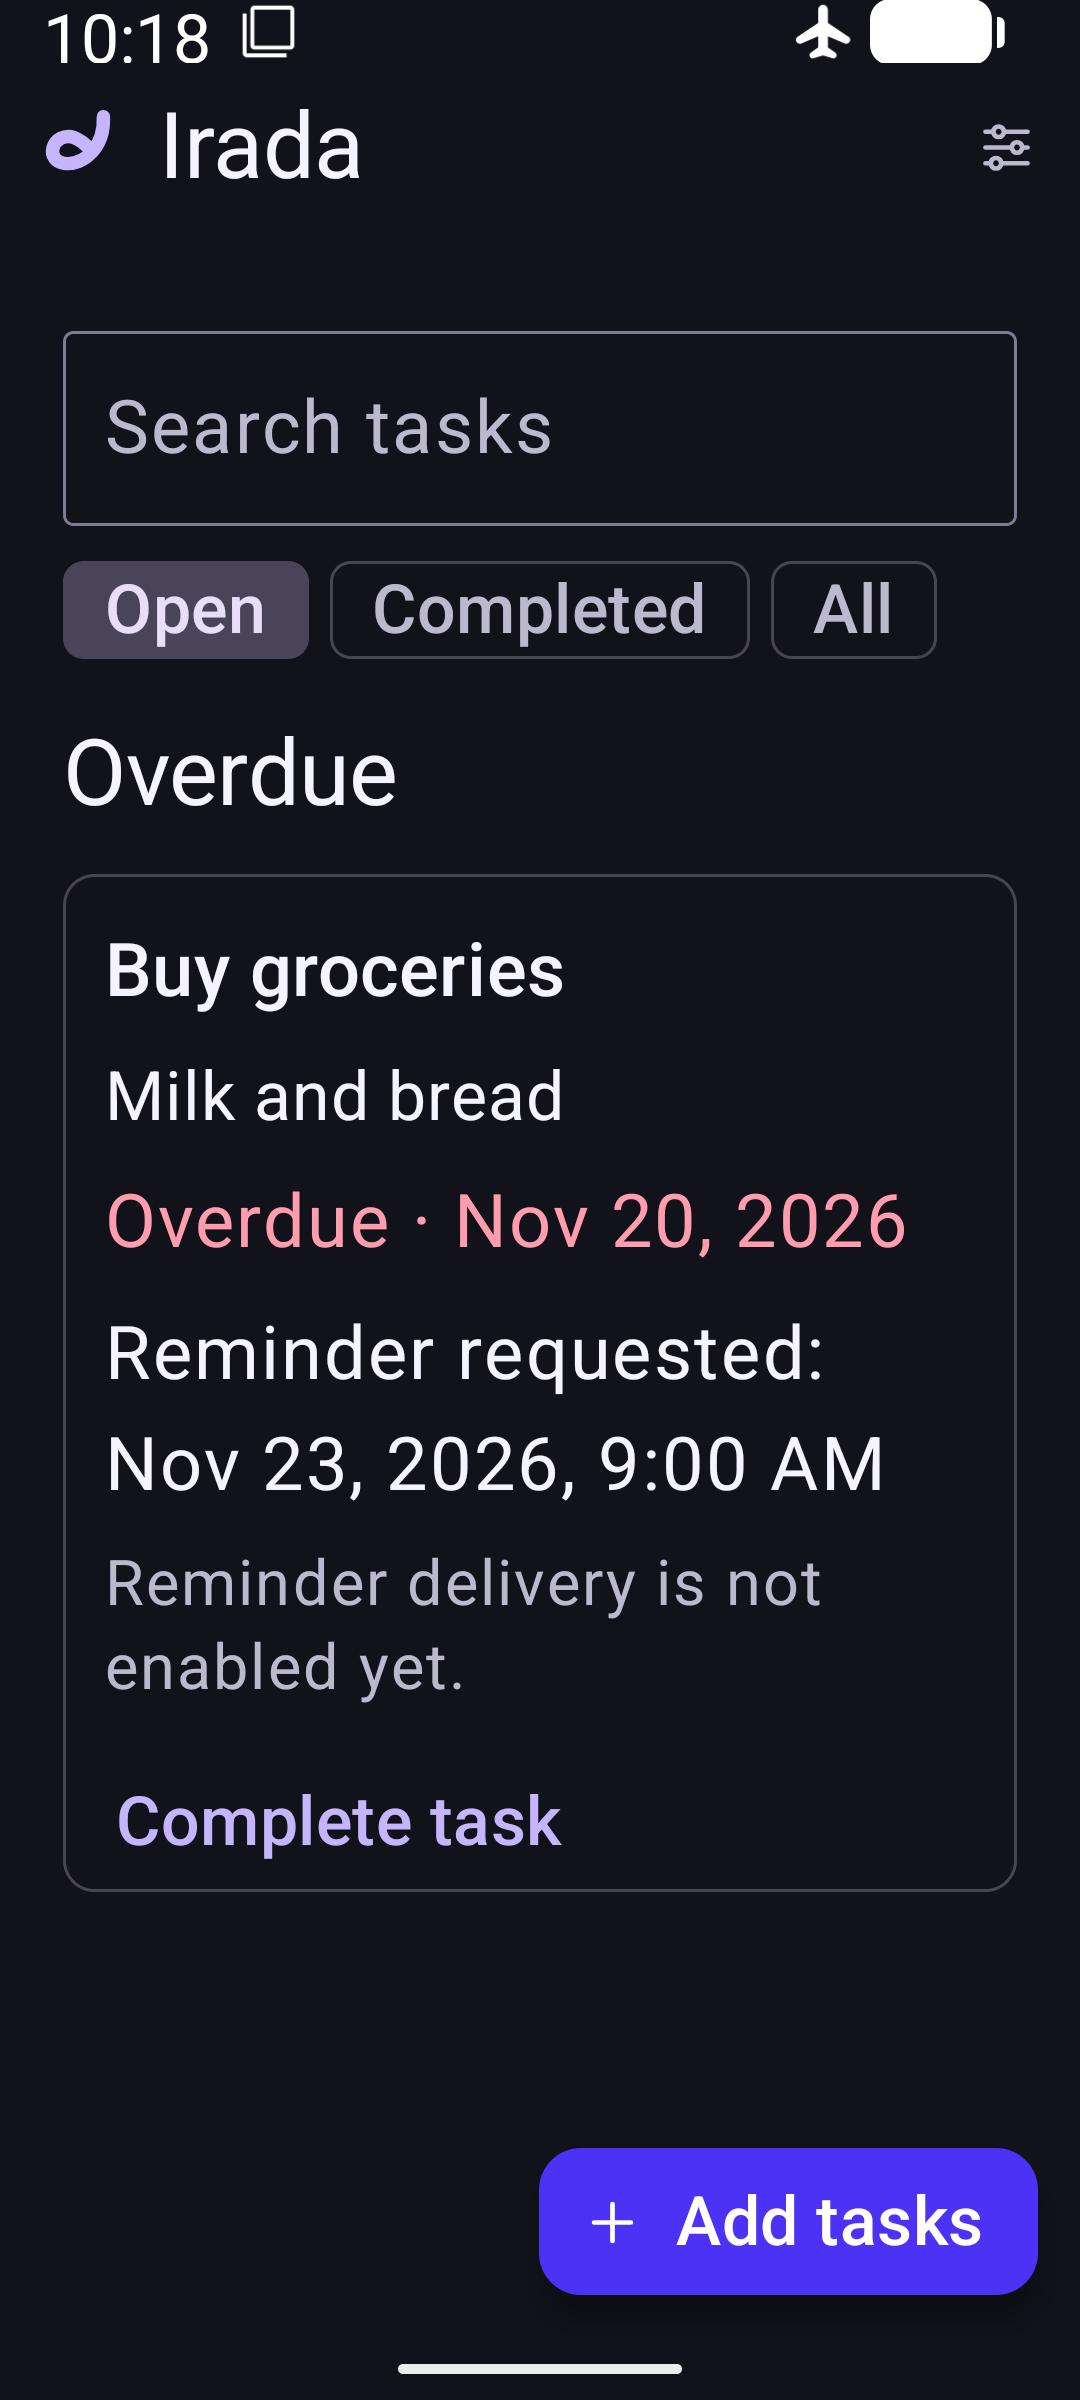 10:18
Irada
Search tasks
Open Completed All
Overdue
Buy groceries
Milk and bread
Overdue · Nov 20, 2026
Reminder requested:
Nov 23, 2026, 9:00 AM
Reminder delivery is not
enabled yet.
Complete task
+ Add tasks